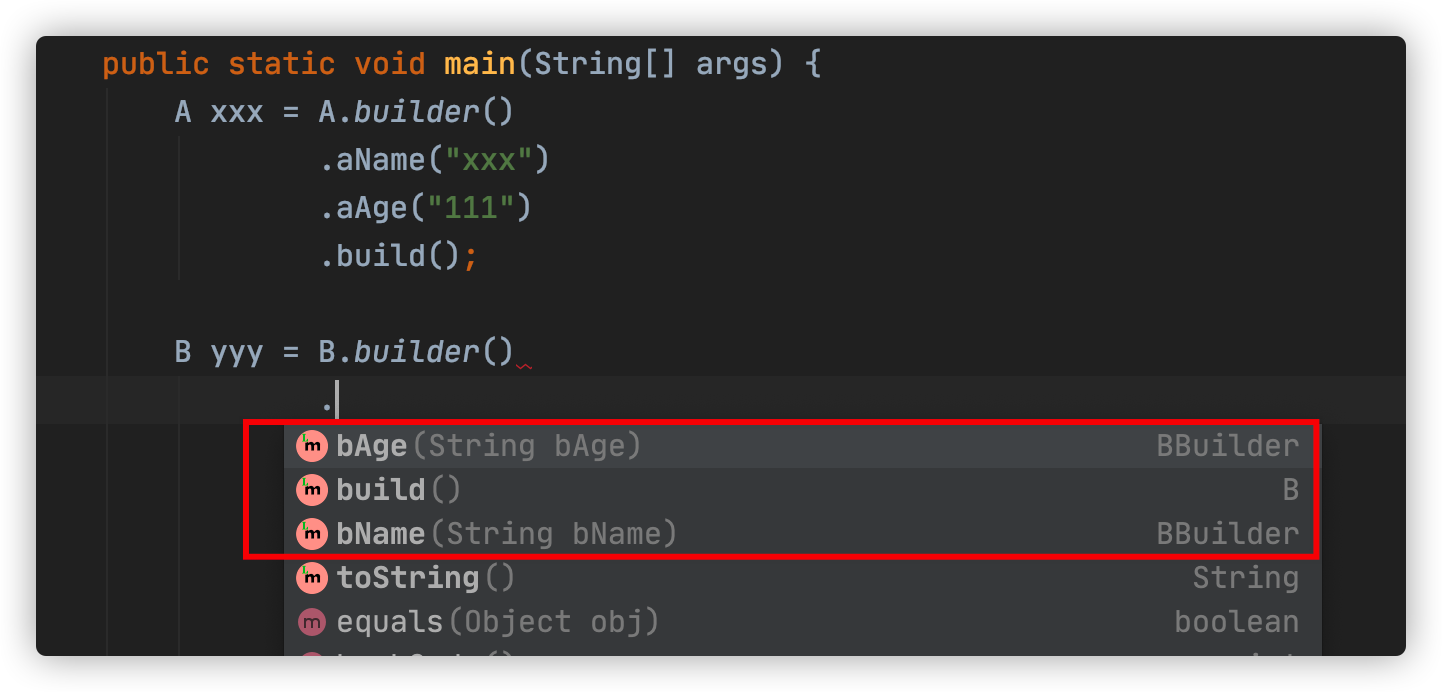 public static void main(String[] args) {
A xxx = A.builder()
.aName("xxx")
.aAge("111")
.build();
B yyy = B.builder()
.
m bAge(String bAge) BBuilder
m build() B
m bName(String bName) BBuilder
m toString() String
m equals(Object obj) boolean